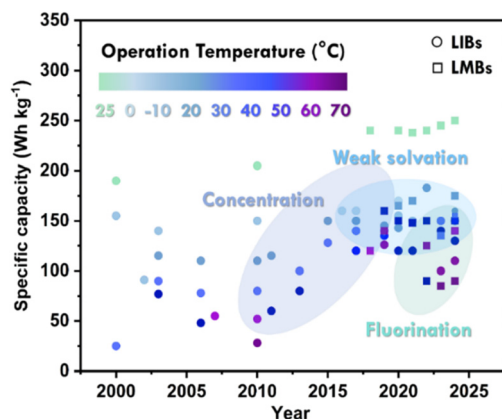 350
300
250
200
150
100
50
0
Specific capacity (Wh kg⁻¹)
Operation Temperature (°C)
25 0 -10 20 30 40 50 60 70
LIBs
LMBs
Weak solvation
Concentration
Fluorination
2000 2005 2010 2015 2020 2025
Year